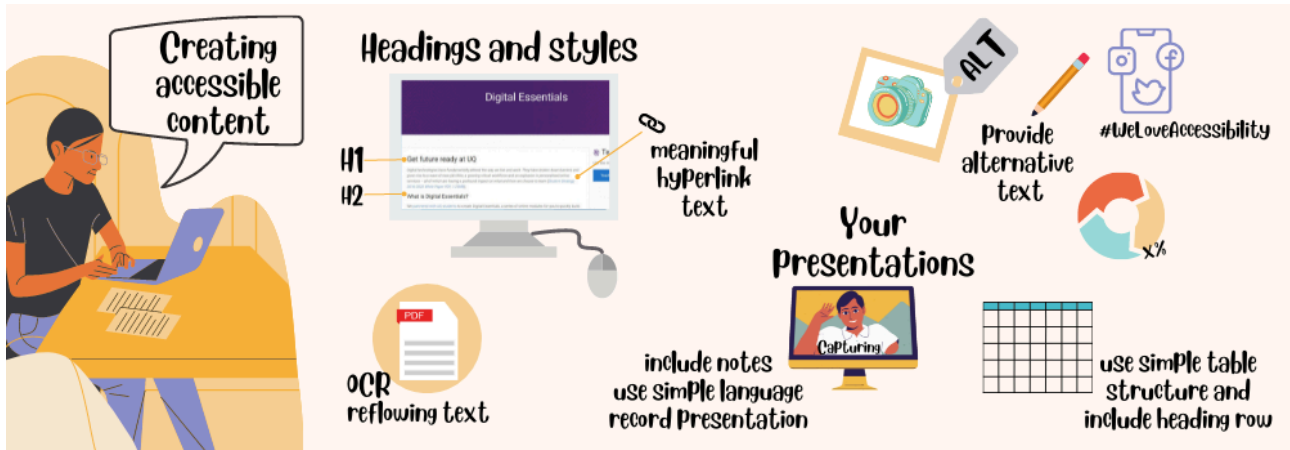 Creating
accessible
content
Headings and styles
Digital Essentials
H1
Get future ready at UQ
H2
What is Digital Essentials?
meaningful
hyperlink
text
PDF
OCR
reflowing text
ALT
Provide
alternative
text
#WeLoveAccessibility
x%
Your
Presentations
Capturing
include notes
use simple language
record Presentation
use simple table
structure and
include heading row